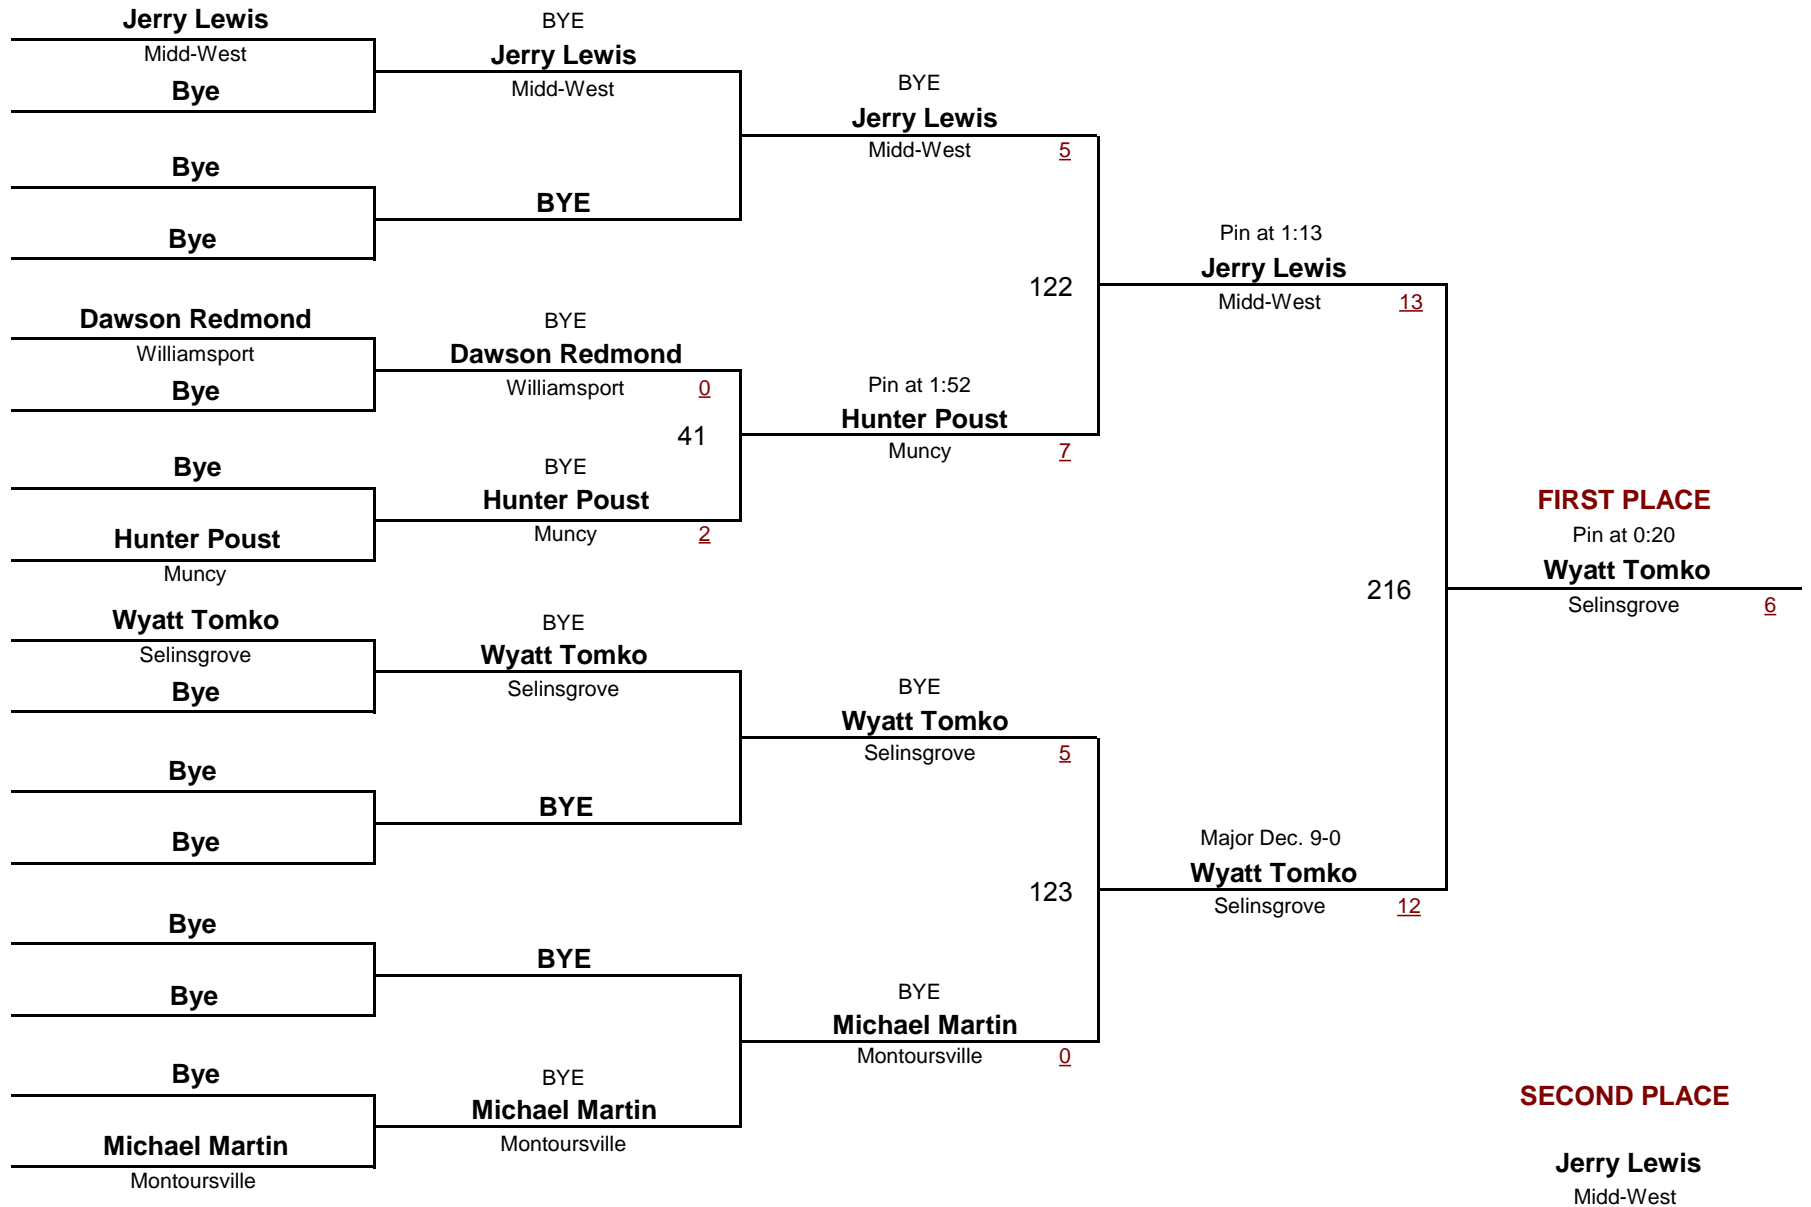 Jerry Lewis
Midd-West
Bye
Bye
Bye
Dawson Redmond
Williamsport
Bye
Bye
Hunter Poust
Muncy
Wyatt Tomko
Selinsgrove
Bye
Bye
Bye
Bye
Bye
Bye
Michael Martin
Montoursville
BYE
Jerry Lewis
Midd-West
BYE
BYE
Dawson Redmond
Williamsport 0
41
BYE
Hunter Poust
Muncy 2
BYE
Wyatt Tomko
Selinsgrove
BYE
BYE
BYE
Michael Martin
Montoursville
BYE
Jerry Lewis
Midd-West 5
122
Pin at 1:52
Hunter Poust
Muncy 7
BYE
Wyatt Tomko
Selinsgrove 5
123
BYE
Michael Martin
Montoursville 0
Pin at 1:13
Jerry Lewis
Midd-West 13
216
Major Dec. 9-0
Wyatt Tomko
Selinsgrove 12
FIRST PLACE
Pin at 0:20
Wyatt Tomko
Selinsgrove 6
SECOND PLACE
Jerry Lewis
Midd-West